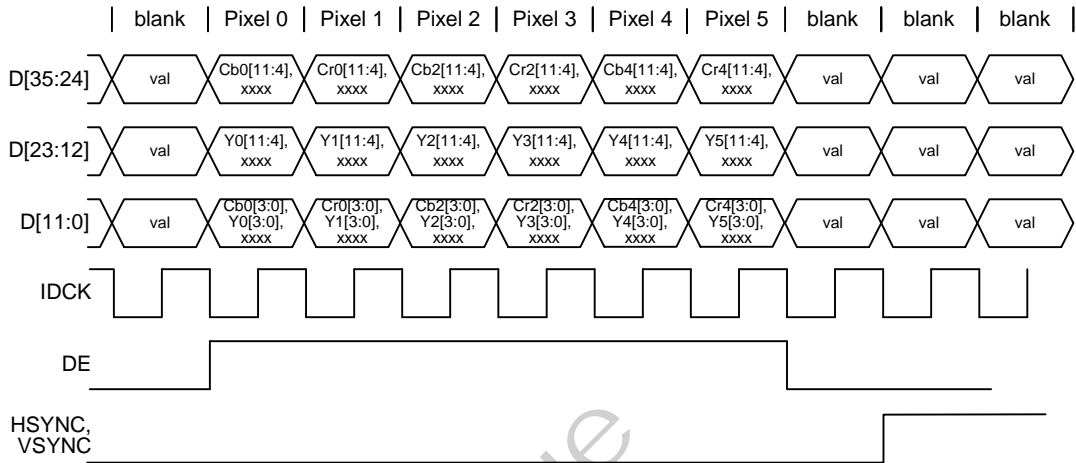 blank | Pixel 0 | Pixel 1 | Pixel 2 | Pixel 3 | Pixel 4 | Pixel 5 | blank | blank | blank
D[35:24] val Cb0[11:4], xxxx Cr0[11:4], xxxx Cb2[11:4], xxxx Cr2[11:4], xxxx Cb4[11:4], xxxx Cr4[11:4], xxxx val val val
D[23:12] val Y0[11:4], xxxx Y1[11:4], xxxx Y2[11:4], xxxx Y3[11:4], xxxx Y4[11:4], xxxx Y5[11:4], xxxx val val val
D[11:0] val Cb0[3:0], Y0[3:0], xxxx Cr0[3:0], Y1[3:0], xxxx Cb2[3:0], Y2[3:0], xxxx Cr2[3:0], Y3[3:0], xxxx Cb4[3:0], Y4[3:0], xxxx Cr4[3:0], Y5[3:0], xxxx val val val
IDCK
DE
HSYNC,
VSYNC